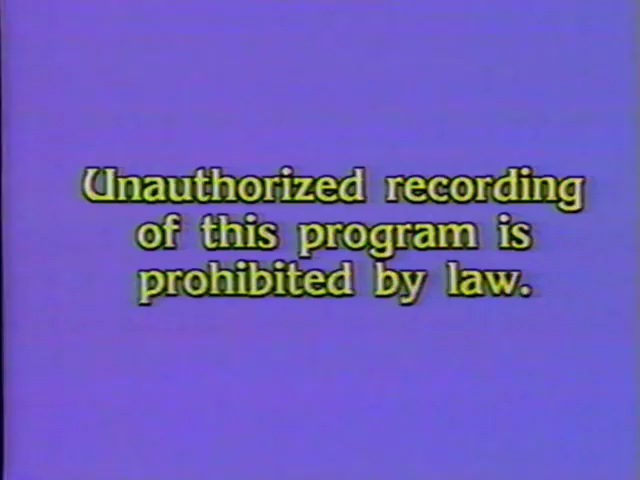 Unauthorized recording
of this program is
prohibited by law.